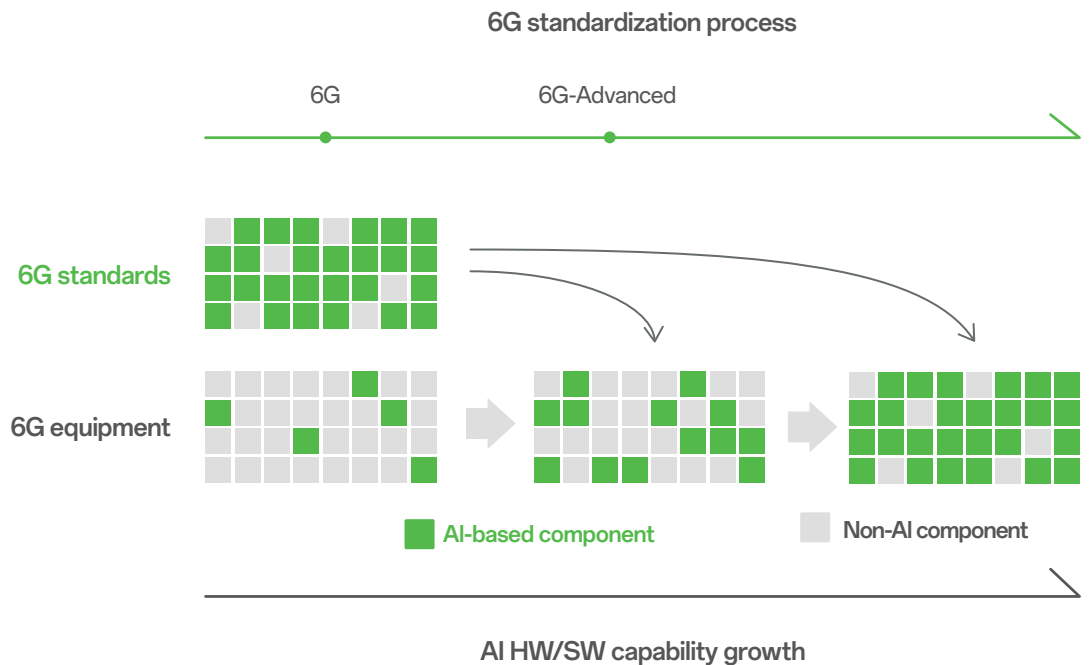 6G standardization process
6G
6G-Advanced
6G standards
6G equipment
AI-based component
Non-AI component
AI HW/SW capability growth